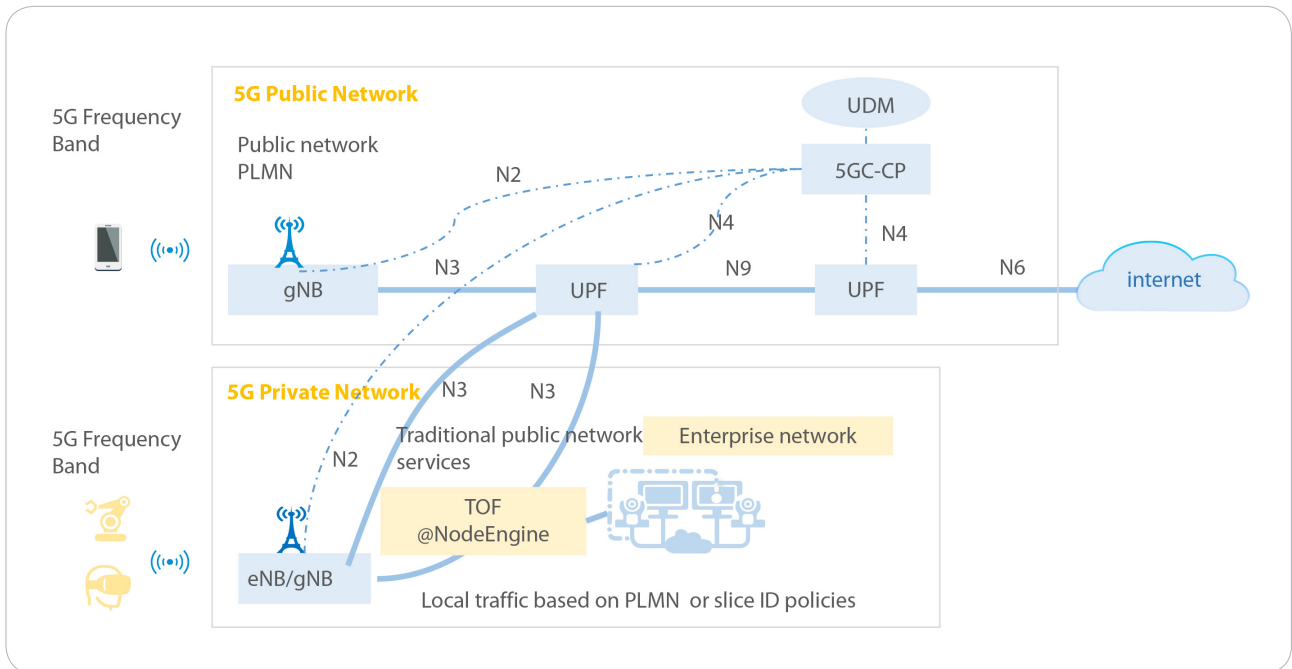 5G Public Network
5G Frequency
Band
Public network
PLMN
UDM
5GC-CP
N2
N4
N4
N3
N9
N6
gNB
UPF
UPF
internet
5G Private Network
N3
N3
5G Frequency
Band
Traditional public network
services
Enterprise network
N2
TOF
@NodeEngine
eNB/gNB
Local traffic based on PLMN or slice ID policies